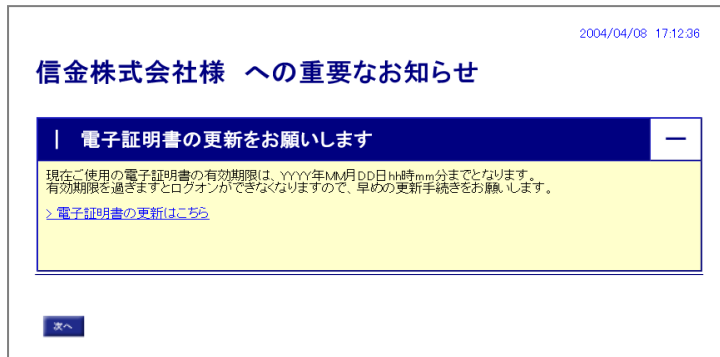 2004/04/08 17:12:36
信金株式会社様 への重要なお知らせ
| 電子証明書の更新をお願いします
現在ご使用の電子証明書の有効期限は、YYYY年MM月DD日hh時mm分までとなります。
有効期限を過ぎますとログオンができなくなりますので、早めの更新手続きをお願いします。
> 電子証明書の更新はこちら
次へ